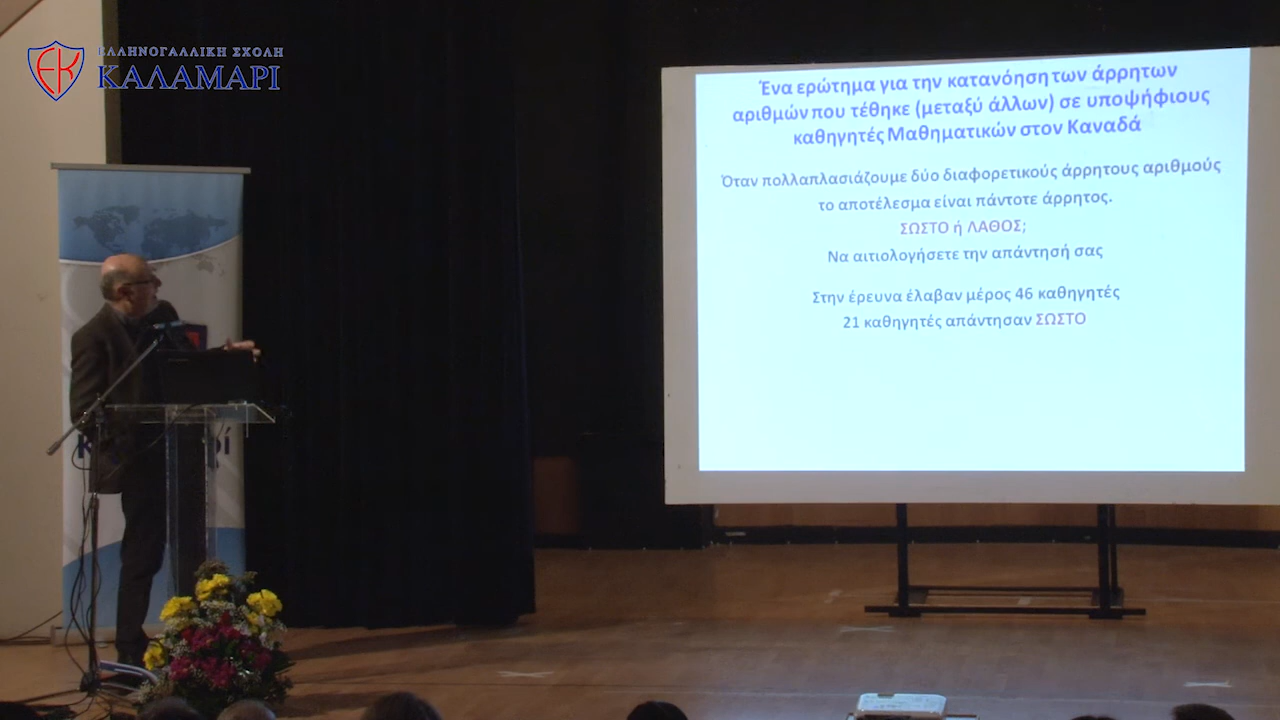 ΕΛΛΗΝΟΓΑΛΛΙΚΗ ΣΧΟΛΗ
ΚΑΛΑΜΑΡΙ
Ένα ερώτημα για την κατανόηση των άρρητων
αριθμών που τέθηκε (μεταξύ άλλων) σε υποψήφιους
καθηγητές Μαθηματικών στον Καναδά
Όταν πολλαπλασιάζουμε δύο διαφορετικούς άρρητους αριθμούς
το αποτέλεσμα είναι πάντοτε άρρητος.
ΣΩΣΤΟ ή ΛΑΘΟΣ;
Να αιτιολογήσετε την απάντησή σας
Στην έρευνα έλαβαν μέρος 46 καθηγητές
21 καθηγητές απάντησαν ΣΩΣΤΟ